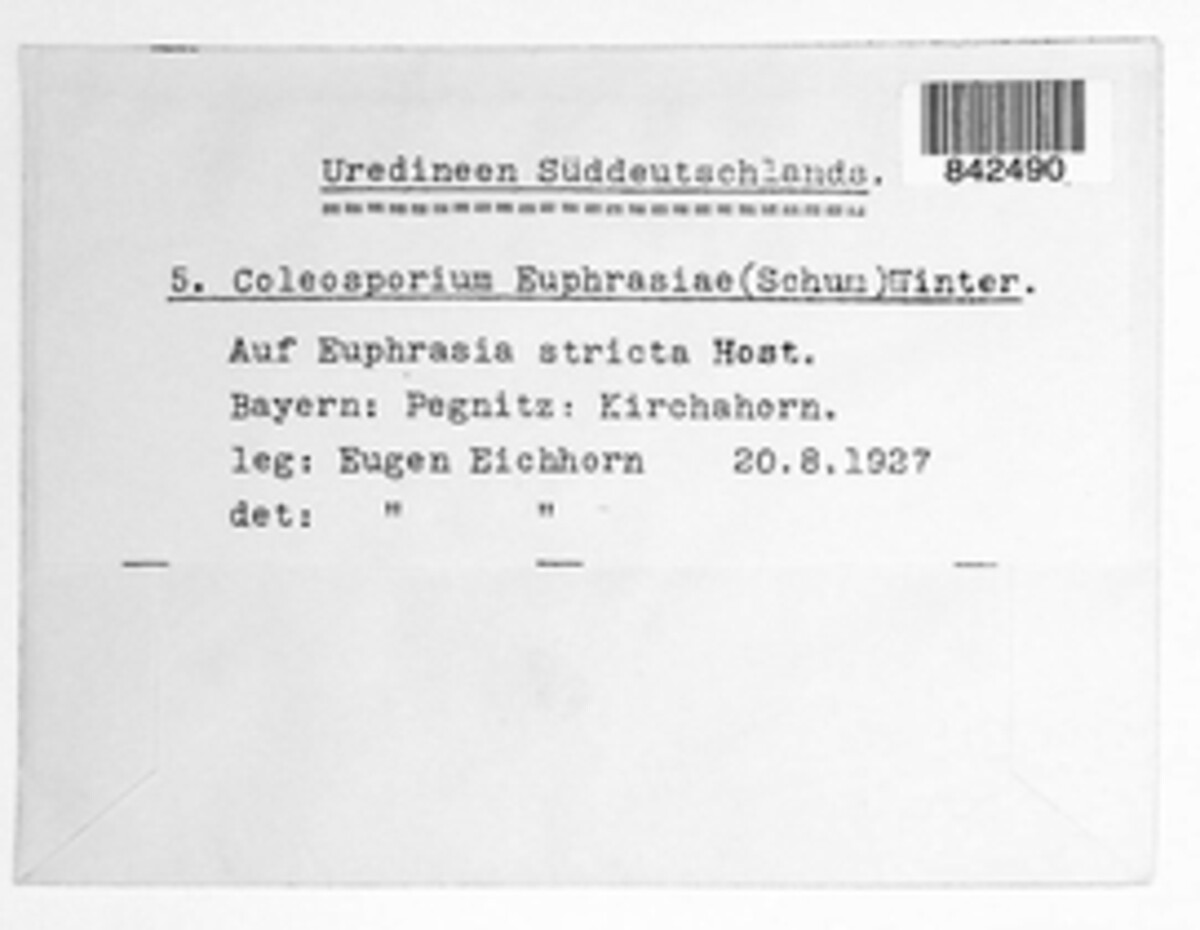 842490
Uredineen Süddeutschlands.
5. Coleosporium Euphrasiae(Schum)Winter.
Auf Euphrasia stricta Host.
Bayern: Pegnitz: Kirchahorn.
leg: Eugen Eichhorn 20.8.1927
det: " "